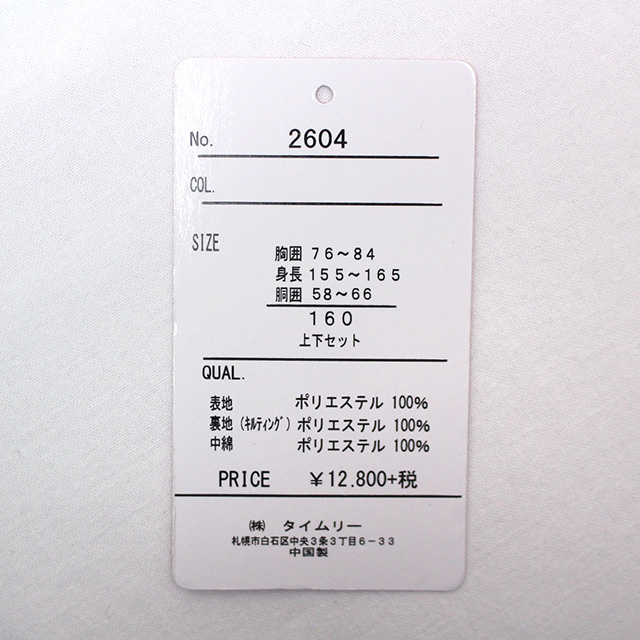 No. 2604
COL.
SIZE
胸囲 76～84
身長 155～165
胴囲 58～66
160
上下セット
QUAL.
表地 ポリエステル 100%
裏地(ｷﾙﾃｨﾝｸﾞ) ポリエステル 100%
中綿 ポリエステル 100%
PRICE ￥12.800+税
㈱ タイムリー
札幌市白石区中央3条3丁目6－33
中国製